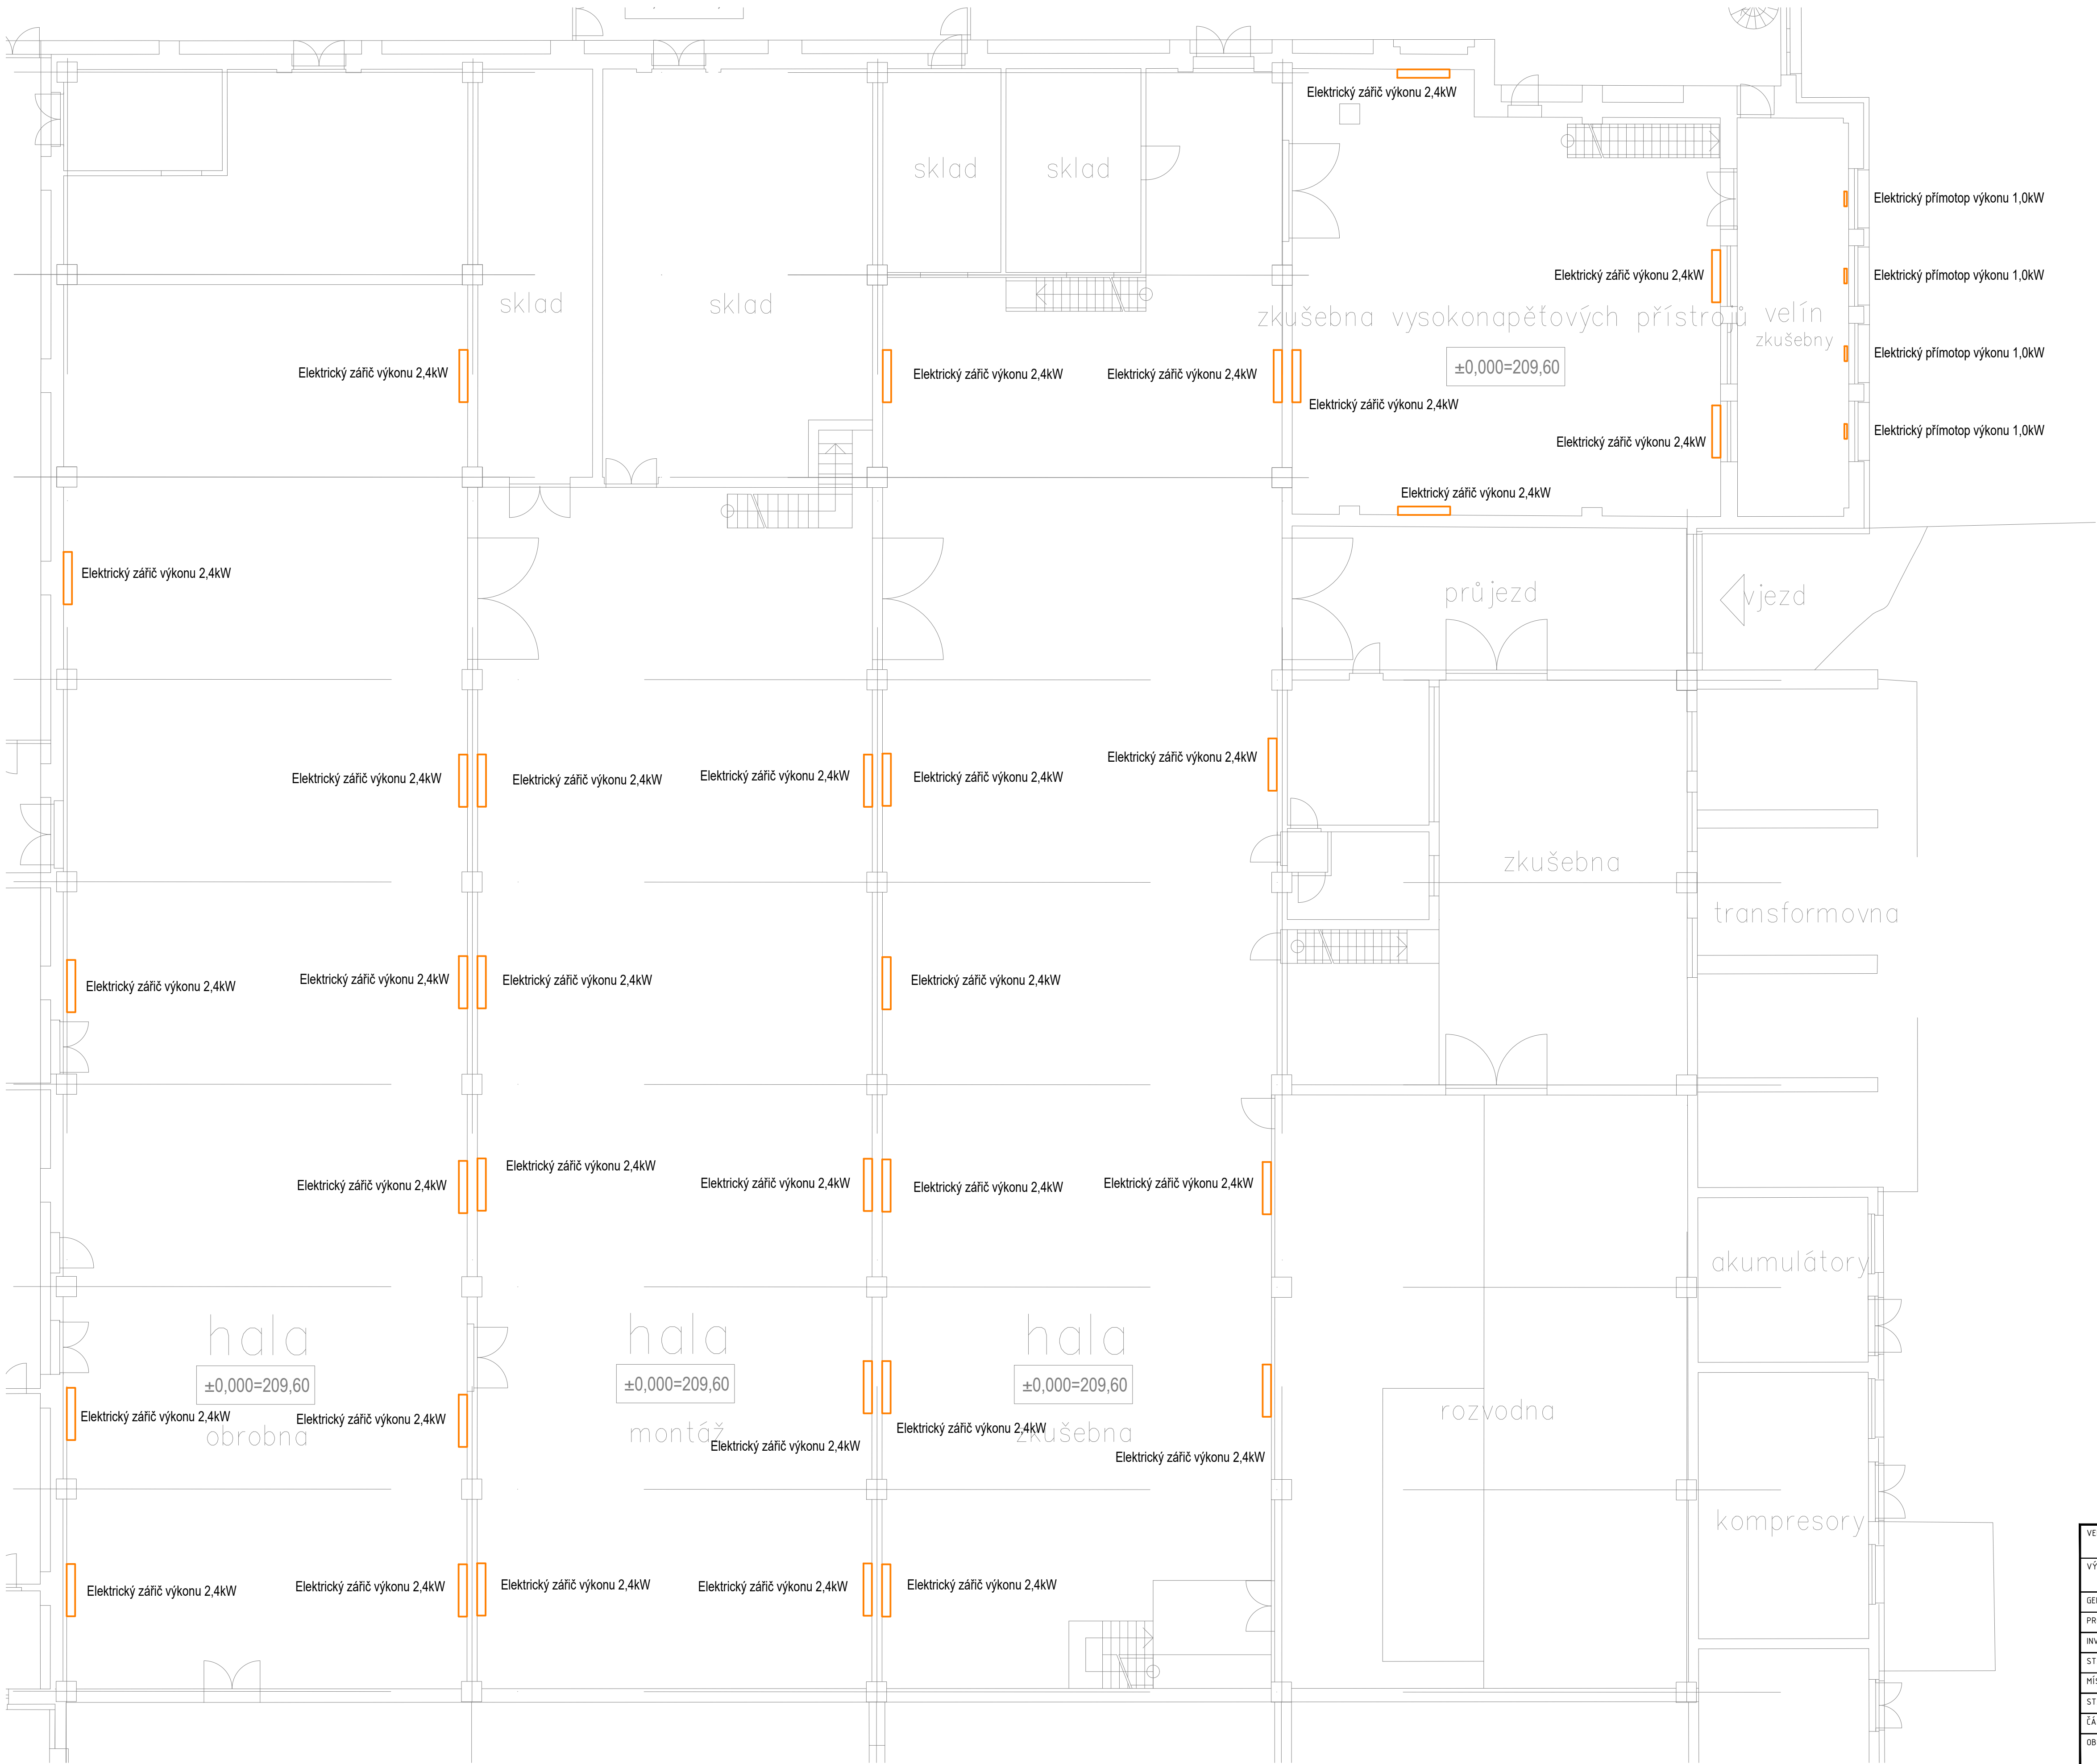 Elektrický zářič výkonu 2,4kW
sklad
sklad
Elektrický přímotop výkonu 1,0kW
Elektrický zářič výkonu 2,4kW
Elektrický přímotop výkonu 1,0kW
sklad
sklad
zkušebna vysokonapěťových přístrojů
velín
zkušebny
Elektrický přímotop výkonu 1,0kW
Elektrický zářič výkonu 2,4kW
Elektrický zářič výkonu 2,4kW
Elektrický zářič výkonu 2,4kW
±0,000=209,60
Elektrický zářič výkonu 2,4kW
Elektrický přímotop výkonu 1,0kW
Elektrický zářič výkonu 2,4kW
Elektrický zářič výkonu 2,4kW
Elektrický zářič výkonu 2,4kW
průjezd
vjezd
Elektrický zářič výkonu 2,4kW
Elektrický zářič výkonu 2,4kW
Elektrický zářič výkonu 2,4kW
Elektrický zářič výkonu 2,4kW
Elektrický zářič výkonu 2,4kW
zkušebna
transformovna
Elektrický zářič výkonu 2,4kW
Elektrický zářič výkonu 2,4kW
Elektrický zářič výkonu 2,4kW
Elektrický zářič výkonu 2,4kW
Elektrický zářič výkonu 2,4kW
Elektrický zářič výkonu 2,4kW
Elektrický zářič výkonu 2,4kW
Elektrický zářič výkonu 2,4kW
Elektrický zářič výkonu 2,4kW
akumulátory
hala
hala
hala
±0,000=209,60
±0,000=209,60
±0,000=209,60
Elektrický zářič výkonu 2,4kW
Elektrický zářič výkonu 2,4kW
rozvodna
Elektrický zářič výkonu 2,4kW
obrobna
montáž
zkušebna
Elektrický zářič výkonu 2,4kW
Elektrický zářič výkonu 2,4kW
kompresory
Elektrický zářič výkonu 2,4kW
Elektrický zářič výkonu 2,4kW
Elektrický zářič výkonu 2,4kW
Elektrický zářič výkonu 2,4kW
Elektrický zářič výkonu 2,4kW